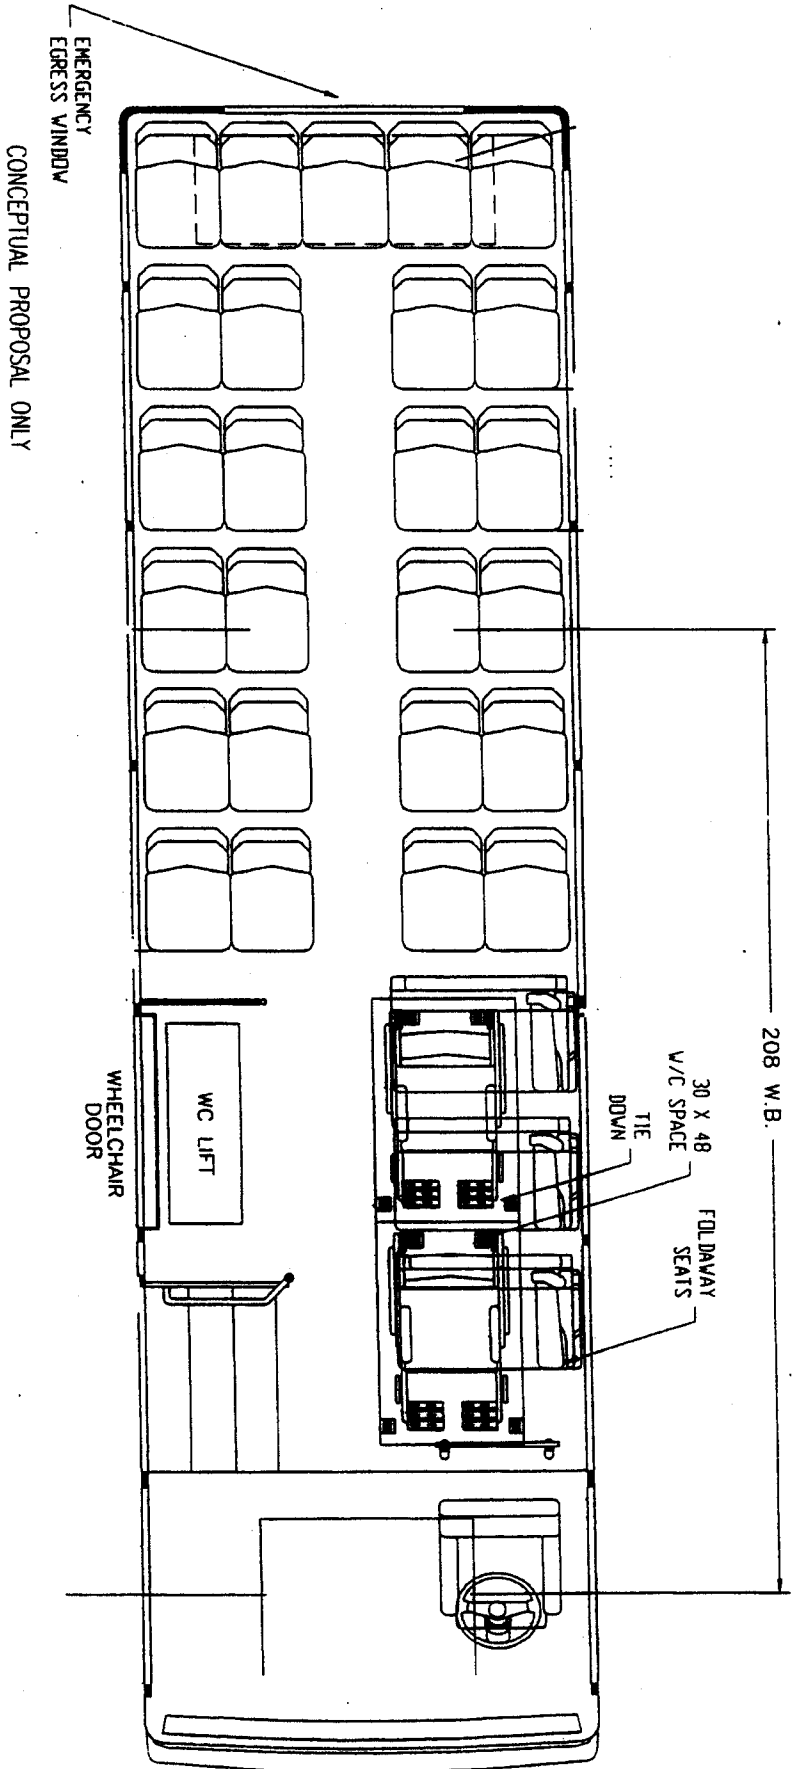 EMERGENCY
EGRESS WINDOW
CONCEPTUAL PROPOSAL ONLY
208 W.B.
30 X 48
W/C SPACE
TIE
DOWN
FOLDAWAY
SEATS
WC LIFT
WHEELCHAIR
DOOR